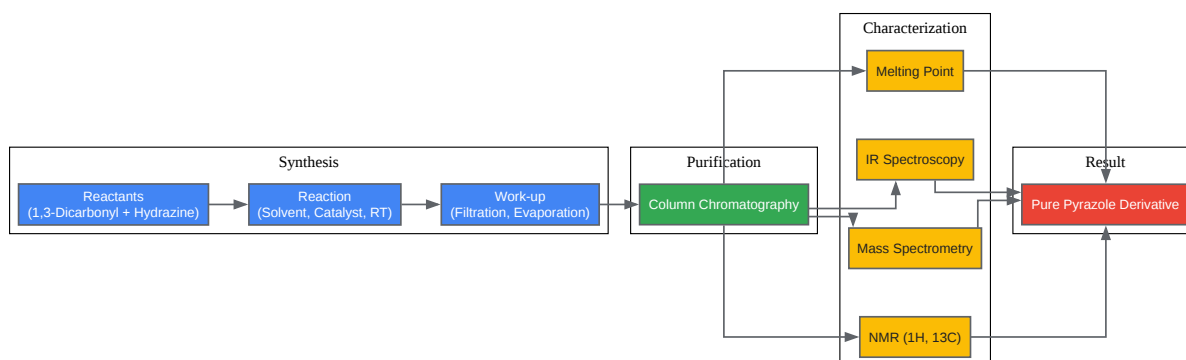 Synthesis
Reactants
(1,3-Dicarbonyl + Hydrazine)
Reaction
(Solvent, Catalyst, RT)
Work-up
(Filtration, Evaporation)
Purification
Column Chromatography
Characterization
Melting Point
IR Spectroscopy
Mass Spectrometry
NMR (1H, 13C)
Result
Pure Pyrazole Derivative